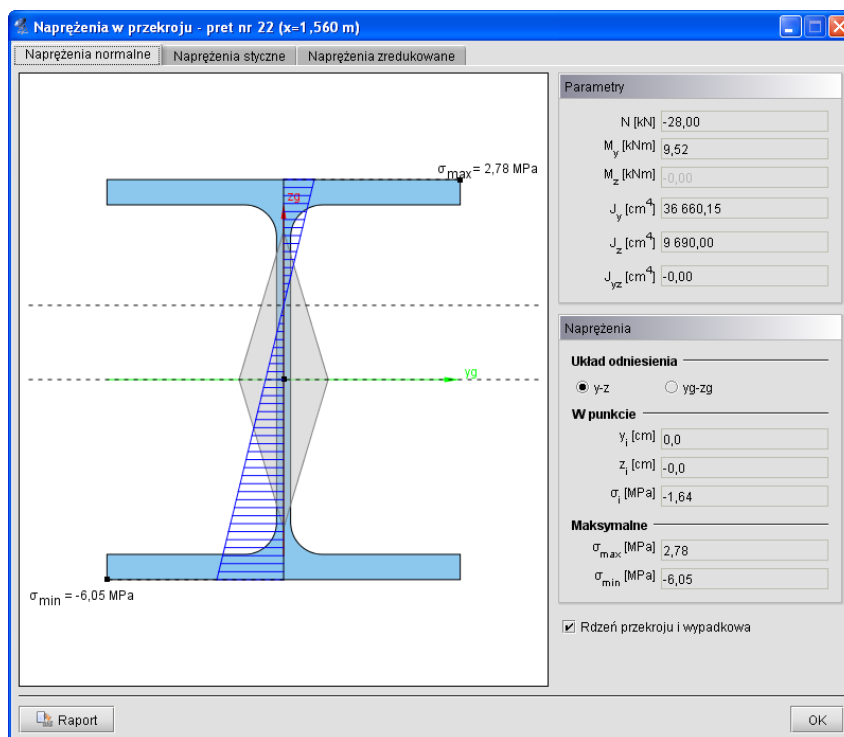 Naprężenia w przekroju - pret nr 22 (x=1,560 m)
Naprężenia normalne
Naprężenia styczne
Naprężenia zredukowane
σmax = 2,78 MPa
zg
yg
σmin = -6,05 MPa
Parametry
N [kN] -28,00
My [kNm] 9,52
Mz [kNm] -0,00
Jy [cm4] 36 660,15
Jz [cm4] 9 690,00
Jyz [cm4] -0,00
Naprężenia
Układ odniesienia
y-z
yg-zg
W punkcie
yi [cm] 0,0
zi [cm] -0,0
σi [MPa] -1,64
Maksymalne
σmax [MPa] 2,78
σmin [MPa] -6,05
Rdzeń przekroju i wypadkowa
Raport
OK